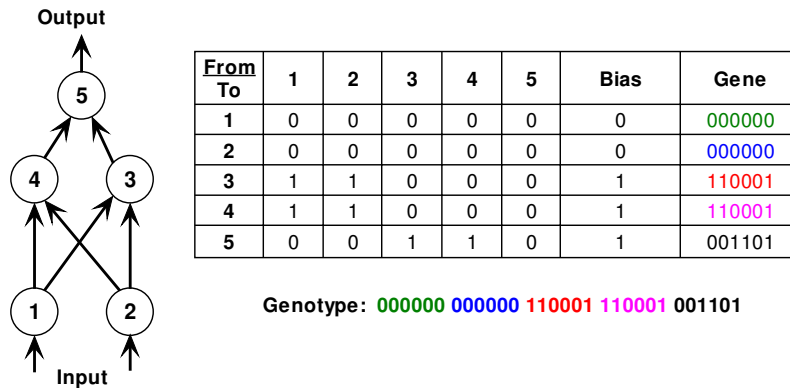 Output
5
4 3
1 2
Input
From
To 1 2 3 4 5 Bias Gene
1 0 0 0 0 0 0 000000
2 0 0 0 0 0 0 000000
3 1 1 0 0 0 1 110001
4 1 1 0 0 0 1 110001
5 0 0 1 1 0 1 001101
Genotype: 000000 000000 110001 110001 001101